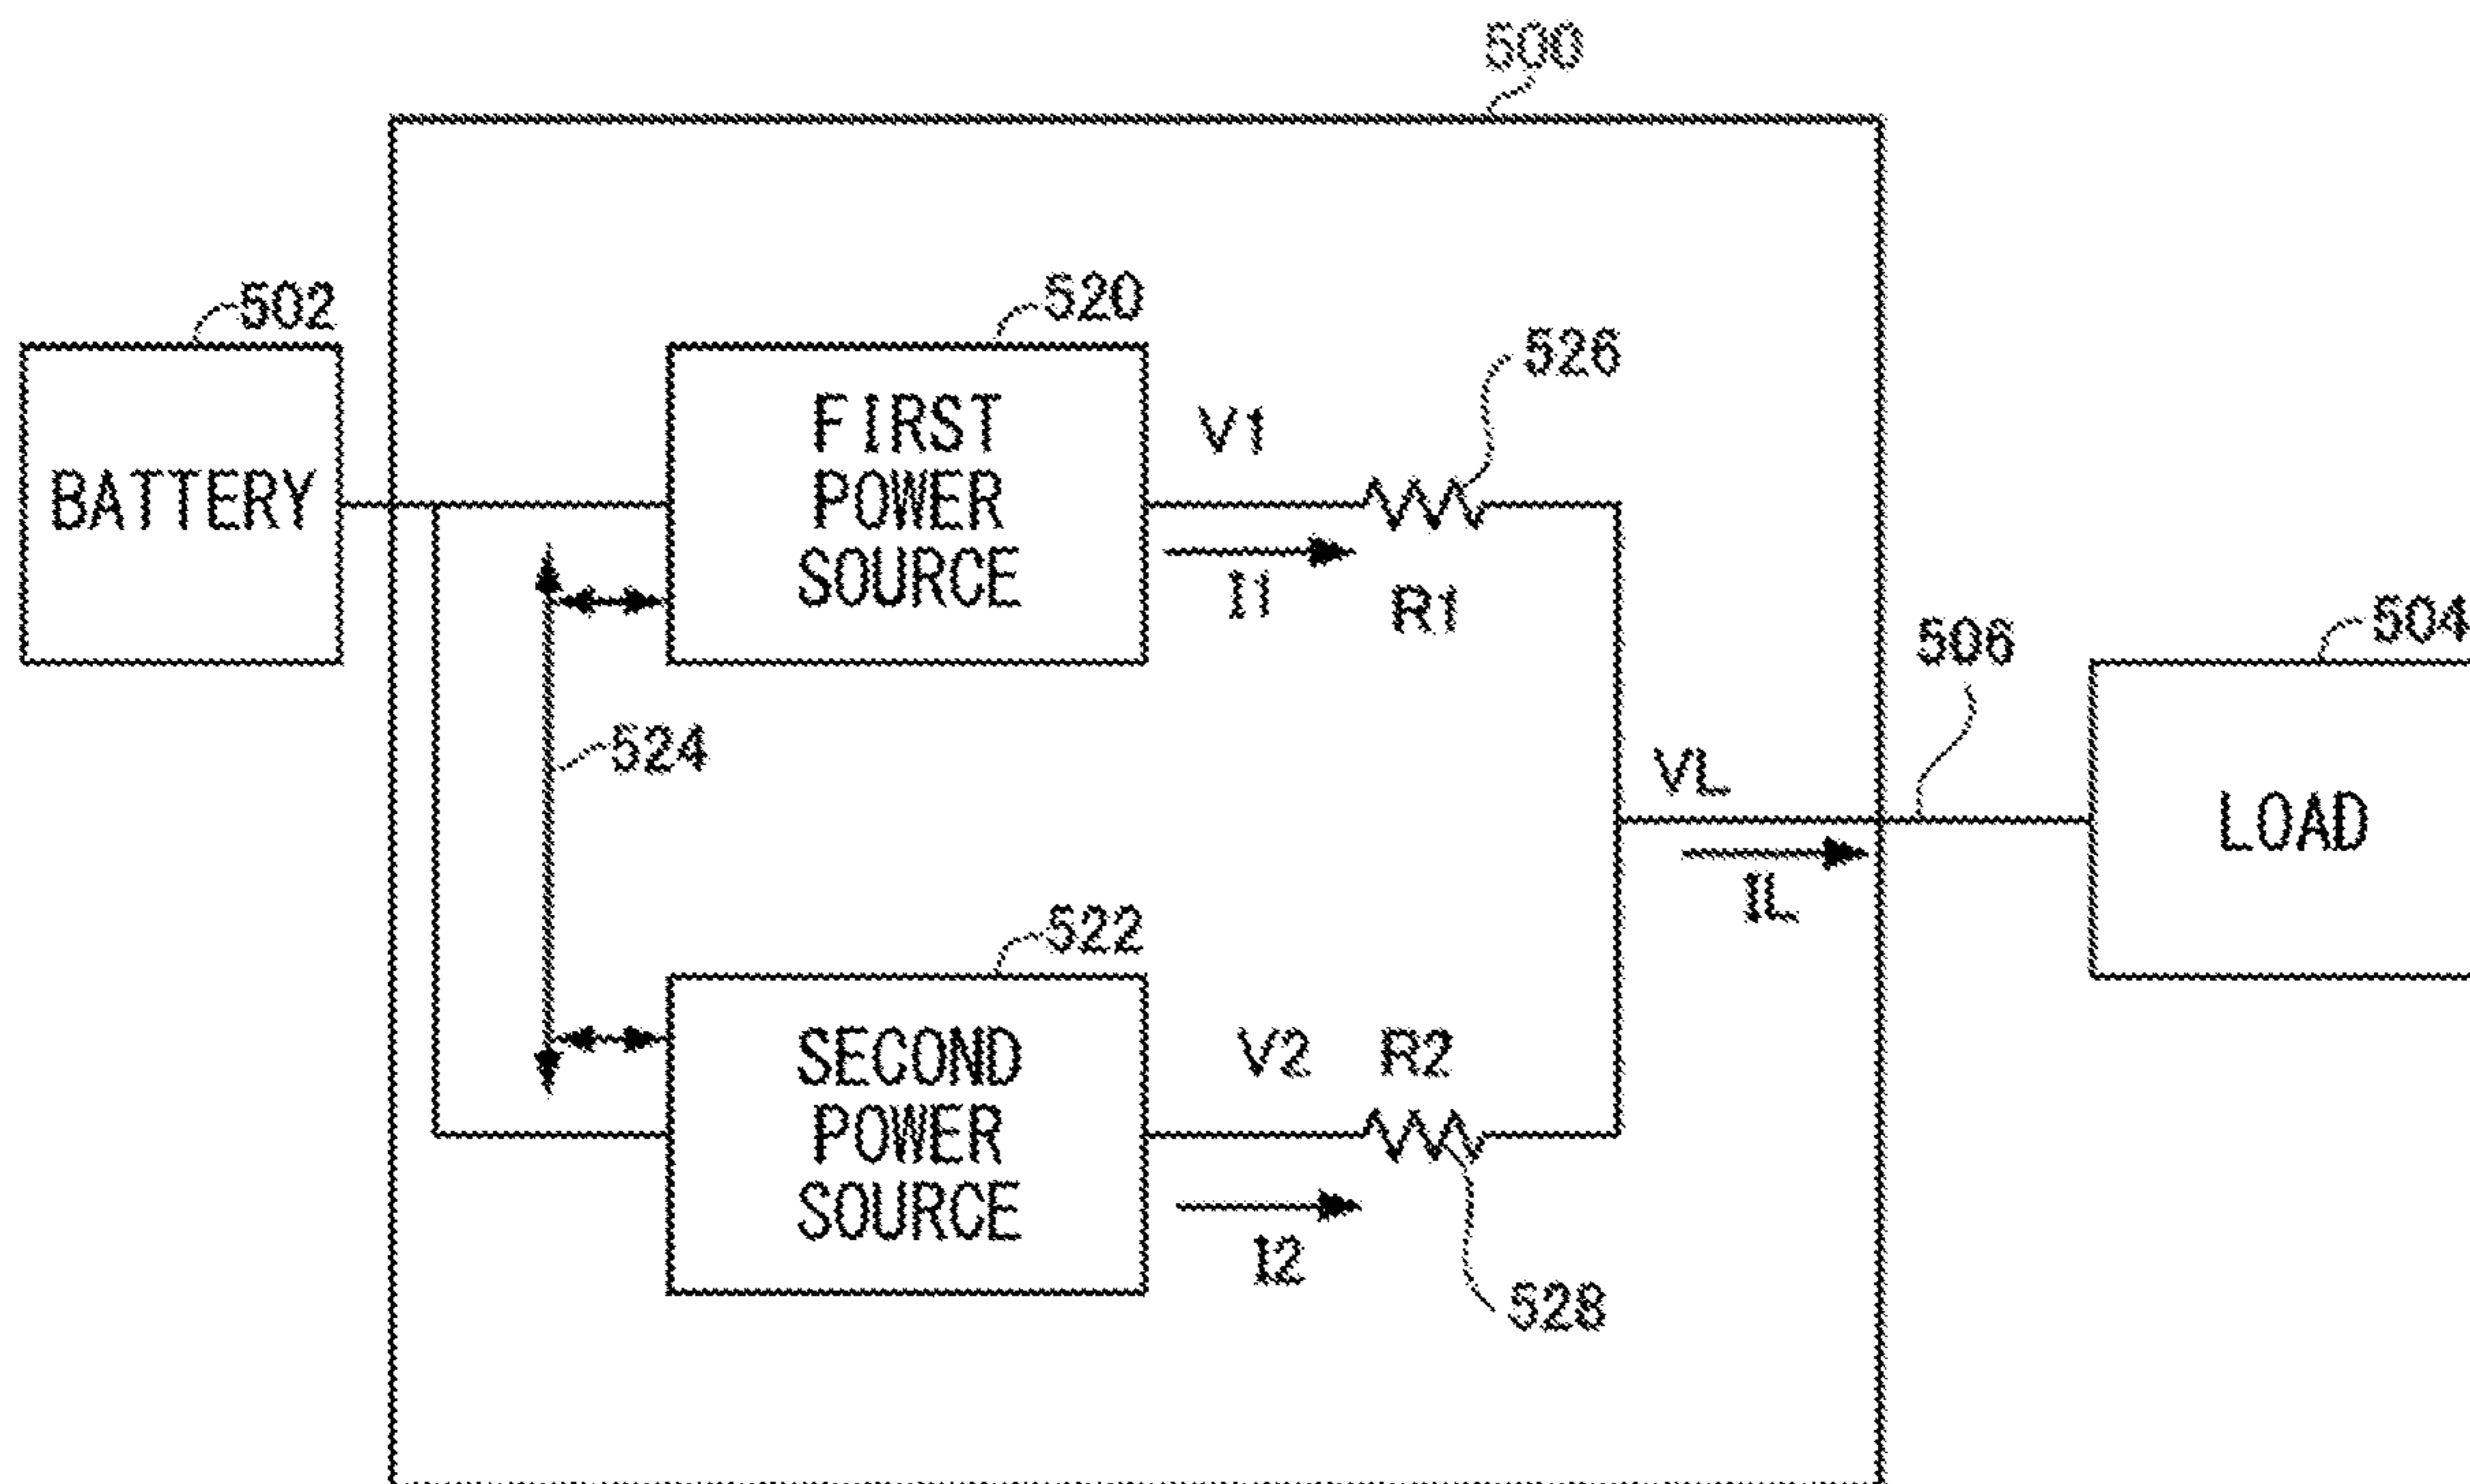 500
502
520
526
BATTERY
FIRST
POWER
SOURCE
V1
I1
R1
506
504
524
VL
LOAD
IL
522
SECOND
POWER
SOURCE
V2
R2
I2
528